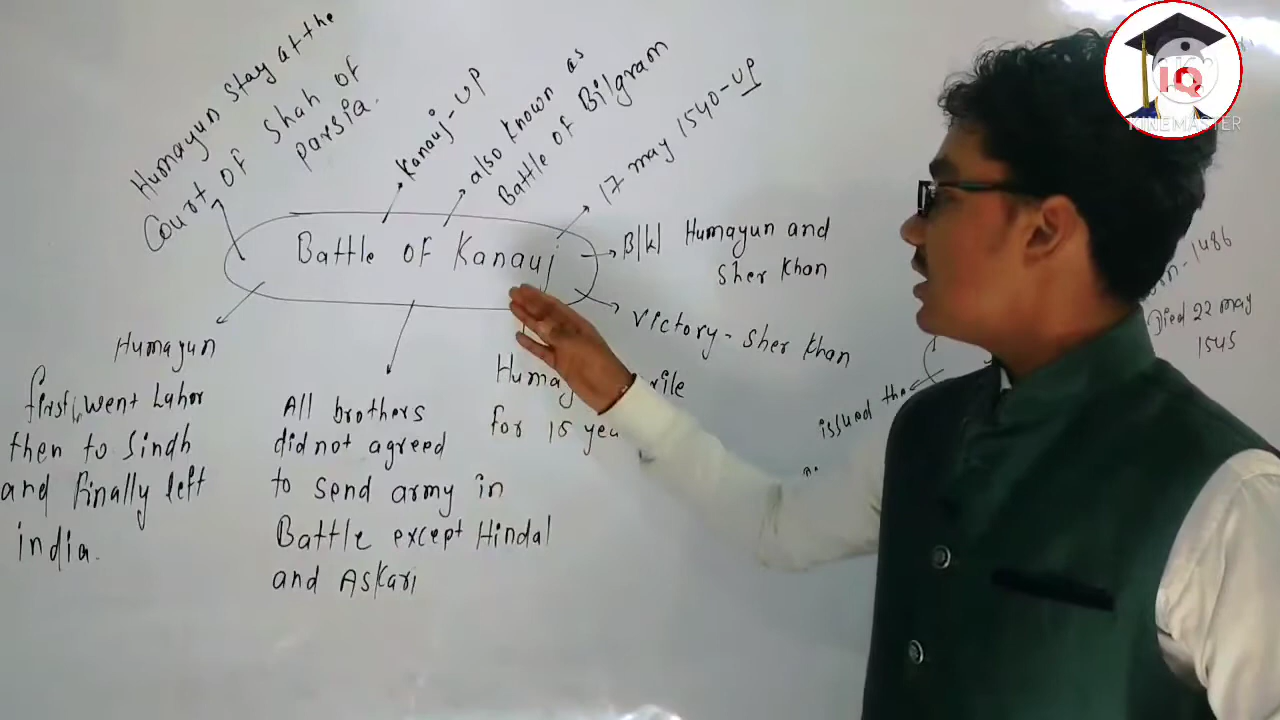 Humayun stay at the
Court of Shah of
parsia.
Kanauj-UP
also known as
Battle of Bilgram
17 may 1540-UP
Battle of Kanauj
B/W Humayun and
Sher Khan
Victory - Sher Khan
Humayun
first, went Lahor
then to Sindh
and finally left
india.
All brothers
did not agreed
to send army in
Battle except Hindal
and Askari
for 15
1486
Died 22 may
1545
issued the
IQ
KINEMASTER